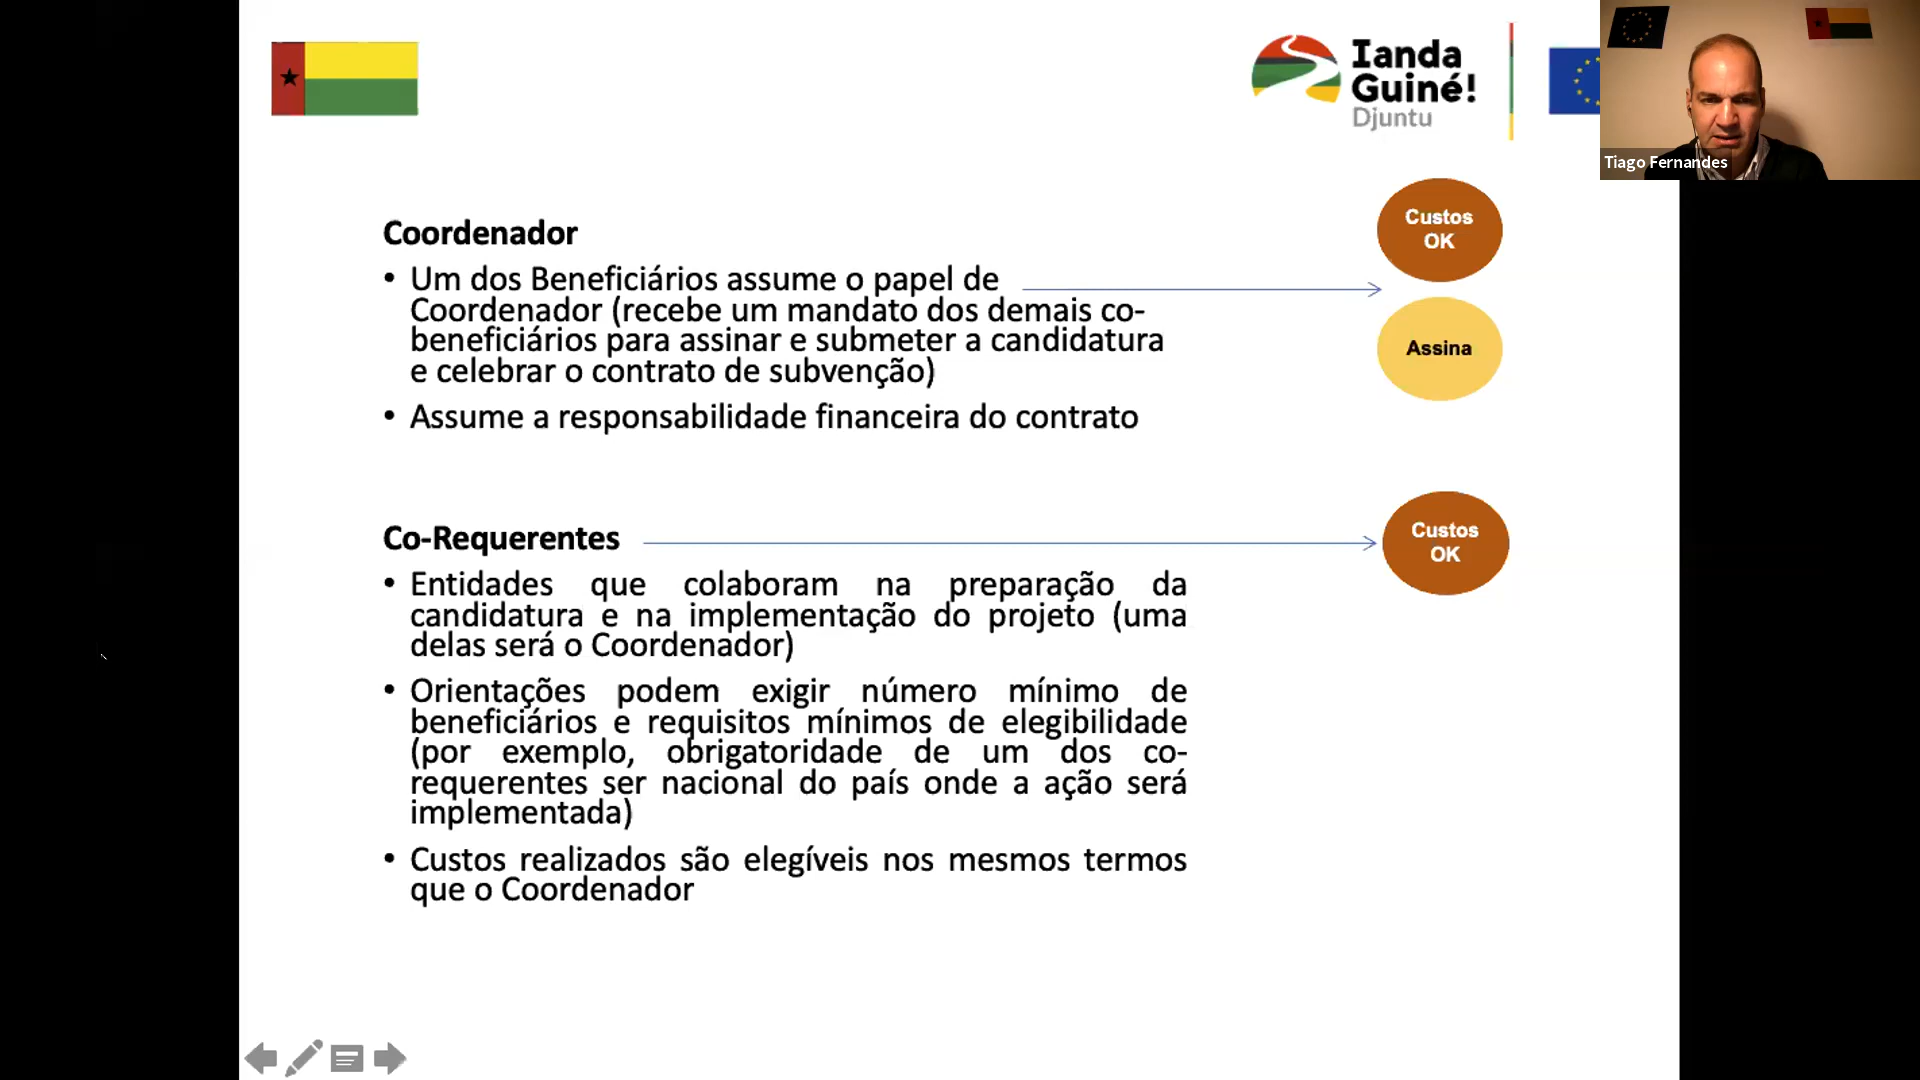 Ianda
Guiné!
Djuntu
Tiago Fernandes
Coordenador
• Um dos Beneficiários assume o papel de
Coordenador (recebe um mandato dos demais co-
beneficiários para assinar e submeter a candidatura
e celebrar o contrato de subvenção)
• Assume a responsabilidade financeira do contrato
Custos
OK
Assina
Co-Requerentes
Custos
OK
• Entidades que colaboram na preparação da
candidatura e na implementação do projeto (uma
delas será o Coordenador)
• Orientações podem exigir número mínimo de
beneficiários e requisitos mínimos de elegibilidade
(por exemplo, obrigatoridade de um dos co-
requerentes ser nacional do país onde a ação será
implementada)
• Custos realizados são elegíveis nos mesmos termos
que o Coordenador